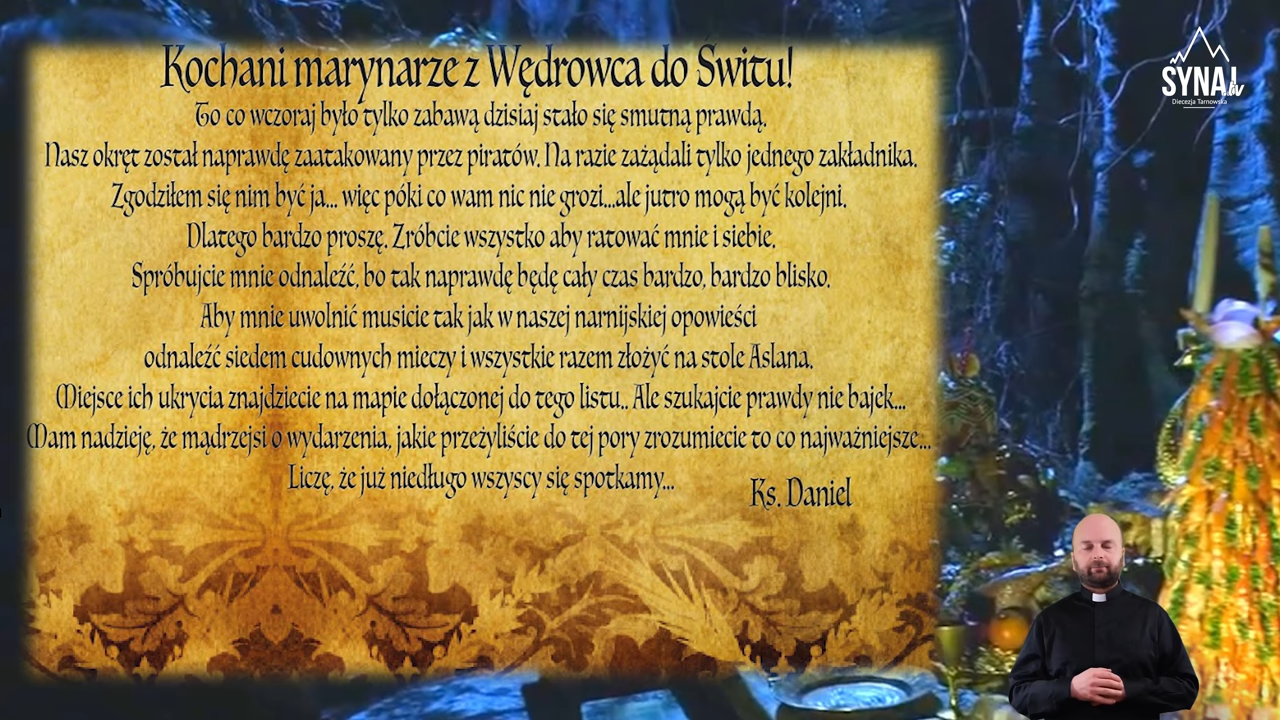 Kochani marynarze z Wędrowca do Świtu!
To co wczoraj było tylko zabawą dzisiaj stało się smutną prawdą.
Nasz okręt został naprawdę zaatakowany przez piratów. Na razie zażądali tylko jednego zakładnika.
Zgodziłem się nim być ja... więc póki co wam nic nie grozi...ale jutro mogą być kolejni.
Dlatego bardzo proszę. Zróbcie wszystko aby ratować mnie i siebie.
Spróbujcie mnie odnaleźć, bo tak naprawdę będę cały czas bardzo, bardzo blisko.
Aby mnie uwolnić musicie tak jak w naszej narnijskiej opowieści
odnaleźć siedem cudownych mieczy i wszystkie razem złożyć na stole Aslana.
Miejsce ich ukrycia znajdziecie na mapie dołączonej do tego listu.. Ale szukajcie prawdy nie bajek...
Mam nadzieję, że mądrzejsi o wydarzenia, jakie przeżyliście do tej pory zrozumiecie to co najważniejsze...
Liczę, że już niedługo wszyscy się spotkamy...
Ks. Daniel
SYNAJ.tv
Diecezja Tarnowska